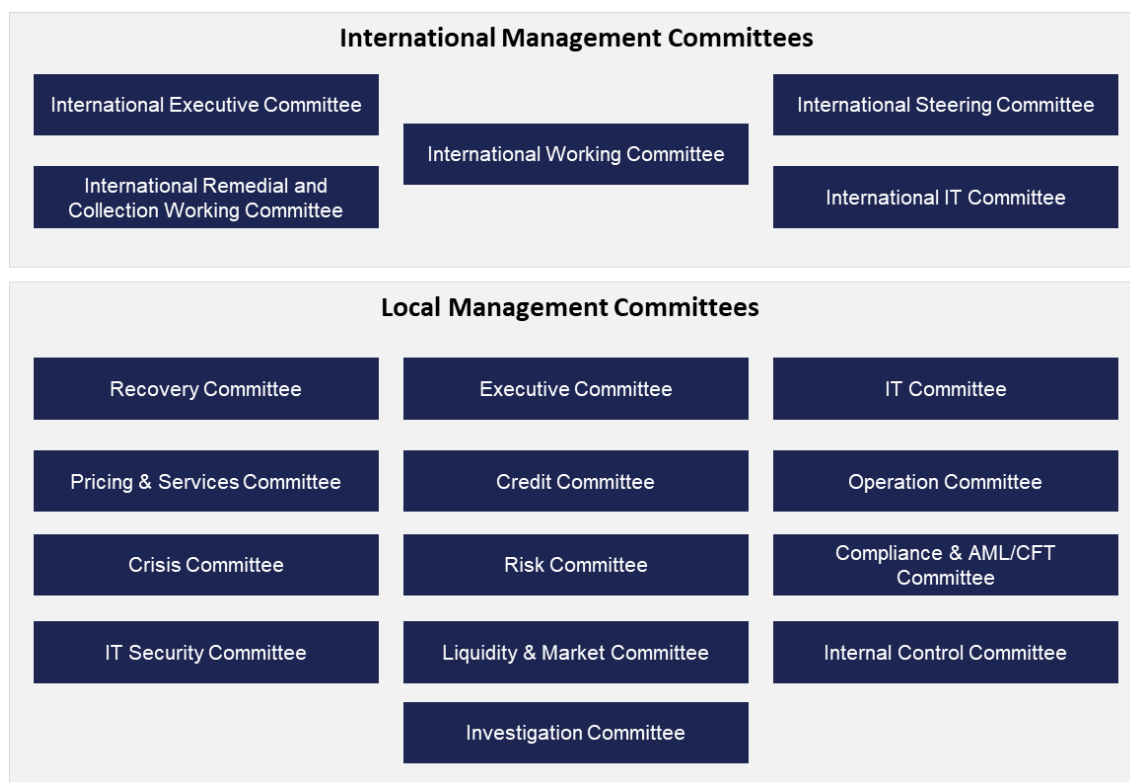 International Management Committees
International Executive Committee
International Steering Committee
International Working Committee
International Remedial and
Collection Working Committee
International IT Committee
Local Management Committees
Recovery Committee
Executive Committee
IT Committee
Pricing & Services Committee
Credit Committee
Operation Committee
Crisis Committee
Risk Committee
Compliance & AML/CFT
Committee
IT Security Committee
Liquidity & Market Committee
Internal Control Committee
Investigation Committee